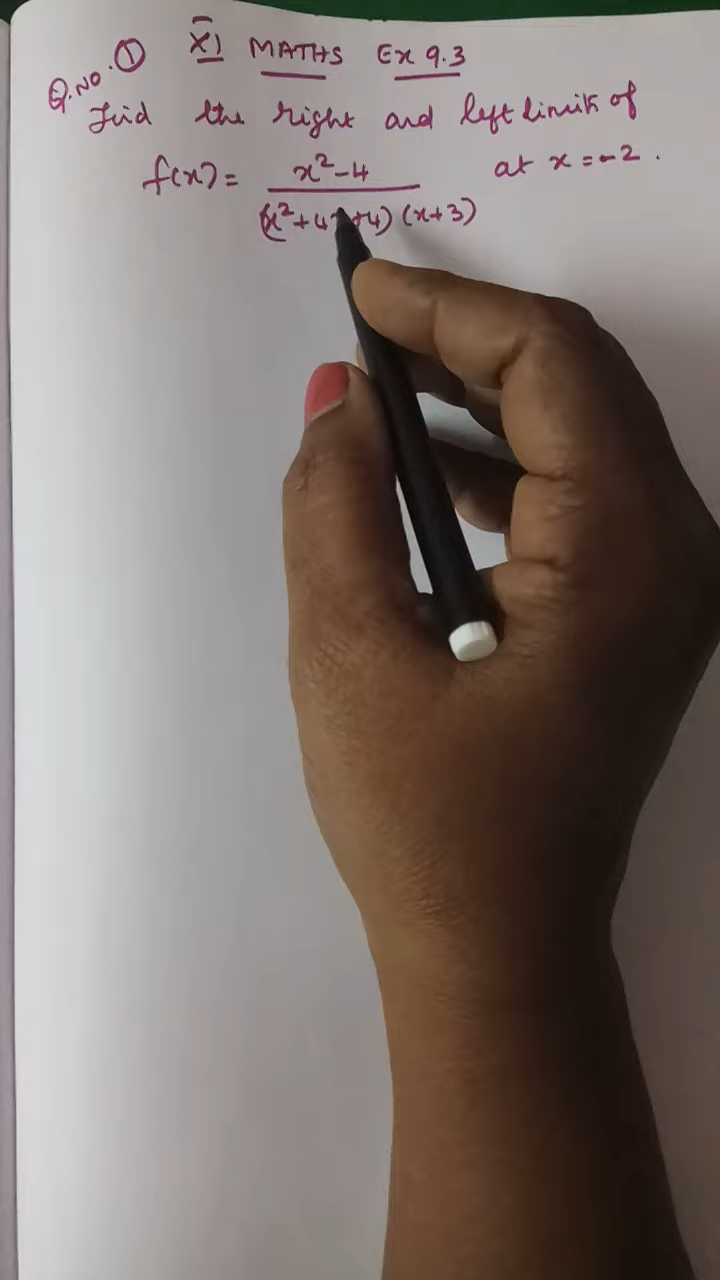 Q.NO. ① XI MATHS Ex 9.3
Find the right and left limits of
f(x) = x²-4 / (x²+4x+4)(x+3) at x = -2.